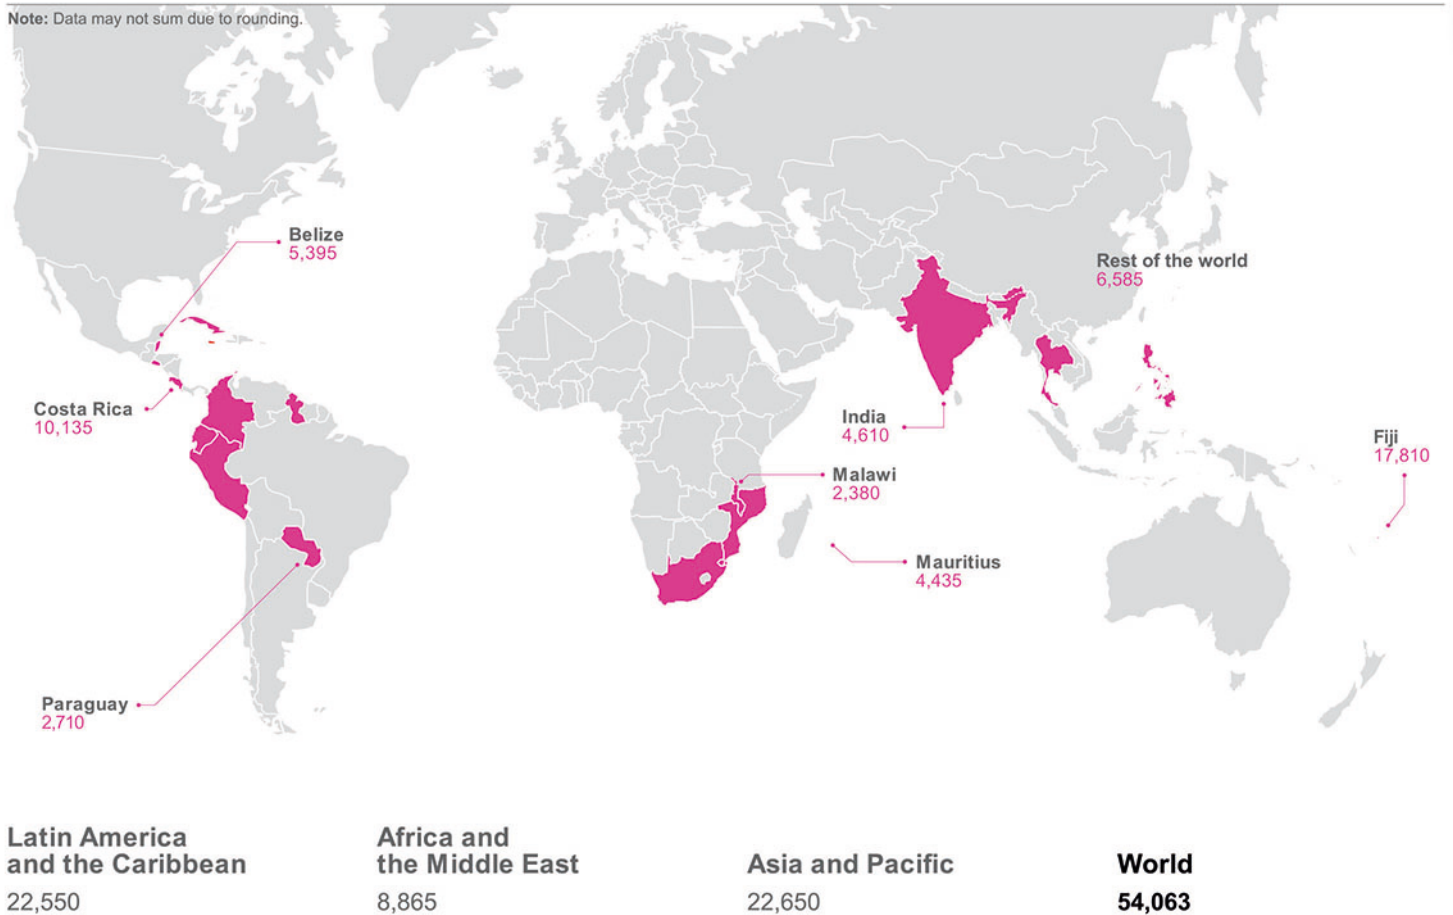 Note: Data may not sum due to rounding.
Belize
5,395
Rest of the world
6,585
Costa Rica
10,135
India
4,610
Fiji
17,810
Malawi
2,380
Mauritius
4,435
Paraguay
2,710
Latin America
and the Caribbean
22,550
Africa and
the Middle East
8,865
Asia and Pacific
22,650
World
54,063